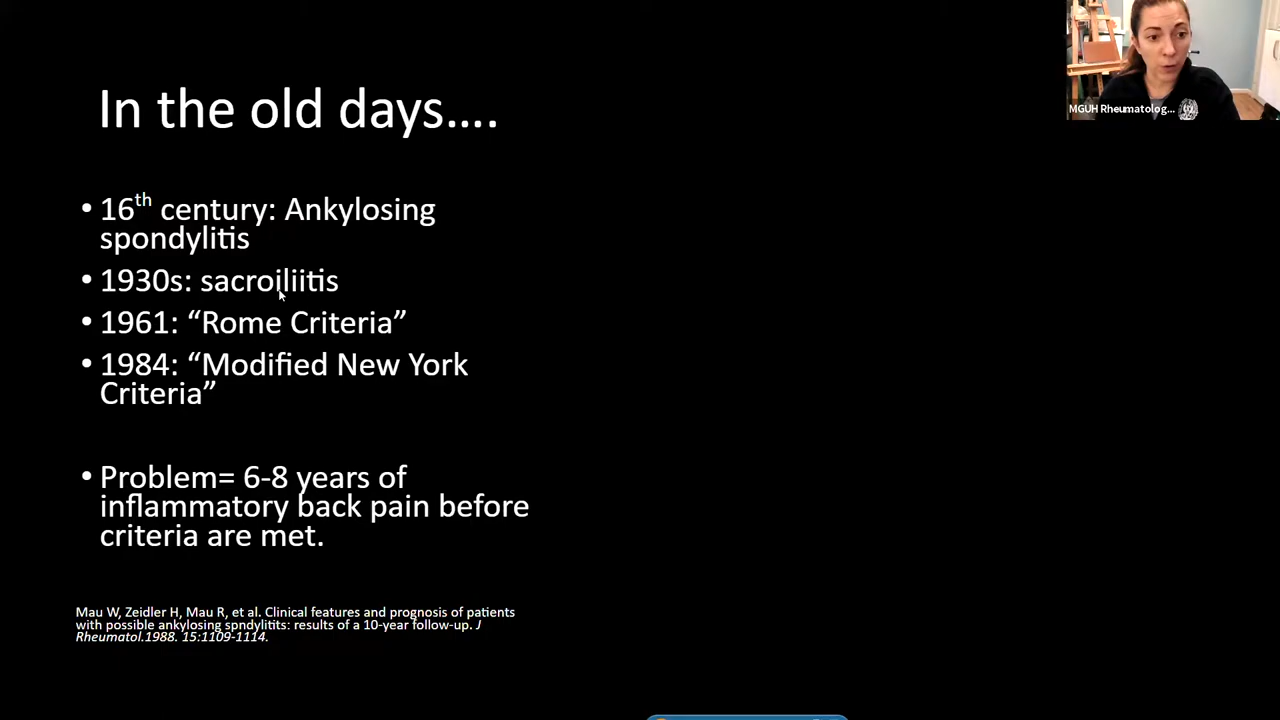 In the old days....
• 16th century: Ankylosing
spondylitis
• 1930s: sacroiliitis
• 1961: “Rome Criteria”
• 1984: “Modified New York
Criteria”
• Problem= 6-8 years of
inflammatory back pain before
criteria are met.
Mau W, Zeidler H, Mau R, et al. Clinical features and prognosis of patients
with possible ankylosing spndylitits: results of a 10-year follow-up. J
Rheumatol.1988. 15:1109-1114.
MGUH Rheumatolog...